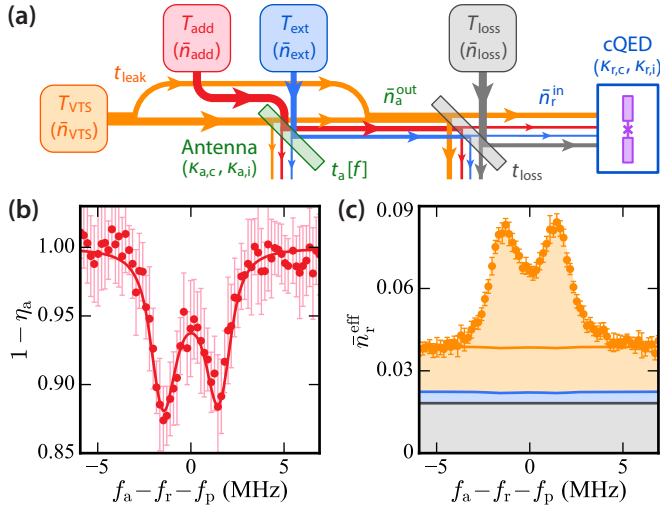 (a)
T_add
(n̄_add)
T_ext
(n̄_ext)
T_loss
(n̄_loss)
cQED
(κ_r,c, κ_r,i)
t_leak
T_VTS
(n̄_VTS)
n̄_a^out
n̄_r^in
Antenna
(κ_a,c, κ_a,i)
t_a[f]
t_loss
(b)
1.00
0.95
0.90
0.85
1 − η_a
−5
0
5
f_a − f_r − f_p (MHz)
(c)
0.09
0.06
0.03
0
n̄_r^eff
−5
0
5
f_a − f_r − f_p (MHz)